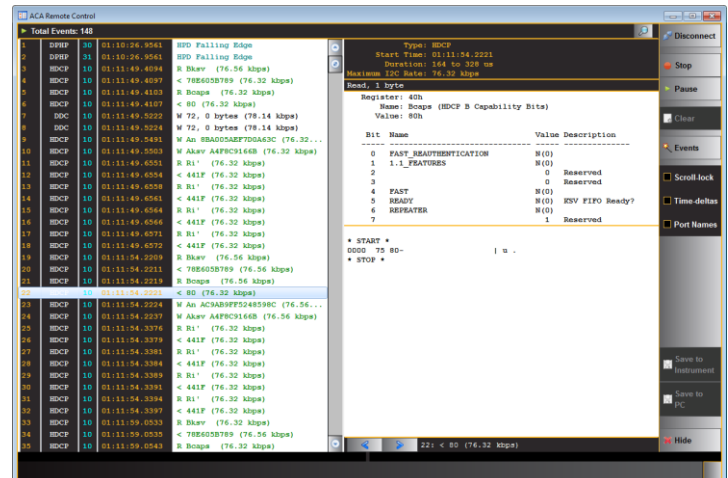 ACA Remote Control
Total Events: 148
1 DPHP 30 01:10:26.9561 HPD Falling Edge
2 DPHP 31 01:10:26.9561 HPD Falling Edge
3 HDCP 10 01:11:49.4094 R Bksv (76.56 kbps)
4 HDCP 10 01:11:49.4097 < 78E605B789 (76.32 kbps)
5 HDCP 10 01:11:49.4103 R Bcaps (76.32 kbps)
6 HDCP 10 01:11:49.4107 < 80 (76.32 kbps)
7 DDC 10 01:11:49.5222 W 72, 0 bytes (78.14 kbps)
8 DDC 10 01:11:49.5224 W 72, 0 bytes (78.14 kbps)
9 HDCP 10 01:11:49.5491 W An 8BA005AEF7D0A63C (76.32...
10 HDCP 10 01:11:49.5503 W Aksv A4F8C9166B (76.32 kbps)
11 HDCP 10 01:11:49.6551 R Ri' (76.32 kbps)
12 HDCP 10 01:11:49.6554 < 441F (76.32 kbps)
13 HDCP 10 01:11:49.6558 R Ri' (76.32 kbps)
14 HDCP 10 01:11:49.6561 < 441F (76.32 kbps)
15 HDCP 10 01:11:49.6564 R Ri' (76.32 kbps)
16 HDCP 10 01:11:49.6566 < 441F (76.32 kbps)
17 HDCP 10 01:11:49.6571 R Ri' (76.32 kbps)
18 HDCP 10 01:11:49.6572 < 441F (76.32 kbps)
19 HDCP 10 01:11:54.2209 R Bksv (76.56 kbps)
20 HDCP 10 01:11:54.2211 < 78E605B789 (76.56 kbps)
21 HDCP 10 01:11:54.2219 R Bcaps (76.56 kbps)
22 01:11:54.2221 < 80 (76.32 kbps)
23 HDCP 10 01:11:54.2224 W An AC9AB9FF5248598C (76.56...
24 HDCP 10 01:11:54.2237 W Aksv A4F8C9166B (76.56 kbps)
25 HDCP 10 01:11:54.3376 R Ri' (76.32 kbps)
26 HDCP 10 01:11:54.3379 < 441F (76.32 kbps)
27 HDCP 10 01:11:54.3381 R Ri' (76.32 kbps)
28 HDCP 10 01:11:54.3384 < 441F (76.32 kbps)
29 HDCP 10 01:11:54.3389 R Ri' (76.32 kbps)
30 HDCP 10 01:11:54.3391 < 441F (76.32 kbps)
31 HDCP 10 01:11:54.3394 R Ri' (76.32 kbps)
32 HDCP 10 01:11:54.3397 < 441F (76.32 kbps)
33 HDCP 10 01:11:59.0533 R Bksv (76.32 kbps)
34 HDCP 10 01:11:59.0535 < 78E605B789 (76.56 kbps)
35 HDCP 10 01:11:59.0543 R Bcaps (76.32 kbps)
Type: HDCP
Start Time: 01:11:54.2221
Duration: 164 to 328 us
Maximum I2C Rate: 76.32 kbps
Read, 1 byte
Register: 40h
Name: Bcaps (HDCP B Capability Bits)
Value: 80h
Bit Name Value Description
0 FAST_REAUTHENTICATION N(0)
1 1.1_FEATURES N(0)
2 0 Reserved
3 0 Reserved
4 FAST N(0)
5 READY N(0) KSV FIFO Ready?
6 REPEATER N(0)
7 1 Reserved
* START *
0000 75 80- | u .
* STOP *
22: < 80 (76.32 kbps)
Disconnect
Stop
Pause
Clear
Events
Scroll-lock
Time-deltas
Port Names
Save to
Instrument
Save to
PC
Hide